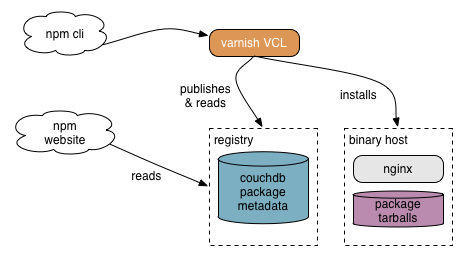 npm cli
varnish VCL
publishes
& reads
installs
npm
website
reads
registry
couchdb
package
metadata
binary host
nginx
package
tarballs